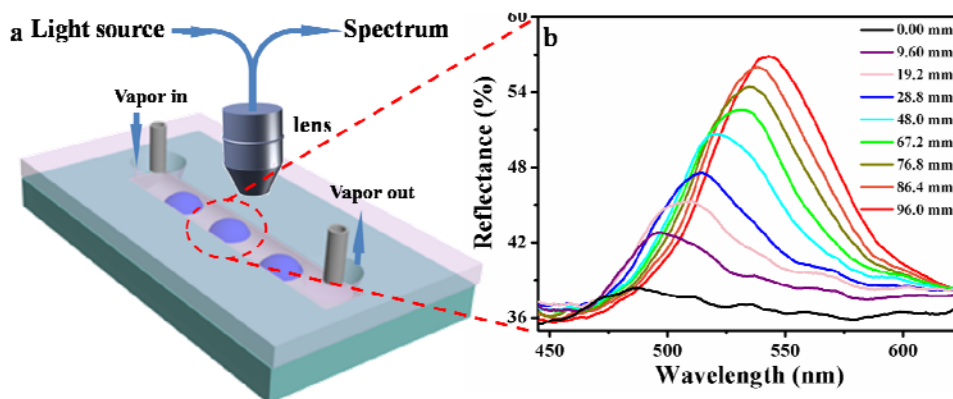 a Light source
Spectrum
Vapor in
lens
Vapor out
b
60
54
48
42
36
Reflectance (%)
450
500
550
600
Wavelength (nm)
0.00 mm
9.60 mm
19.2 mm
28.8 mm
48.0 mm
67.2 mm
76.8 mm
86.4 mm
96.0 mm